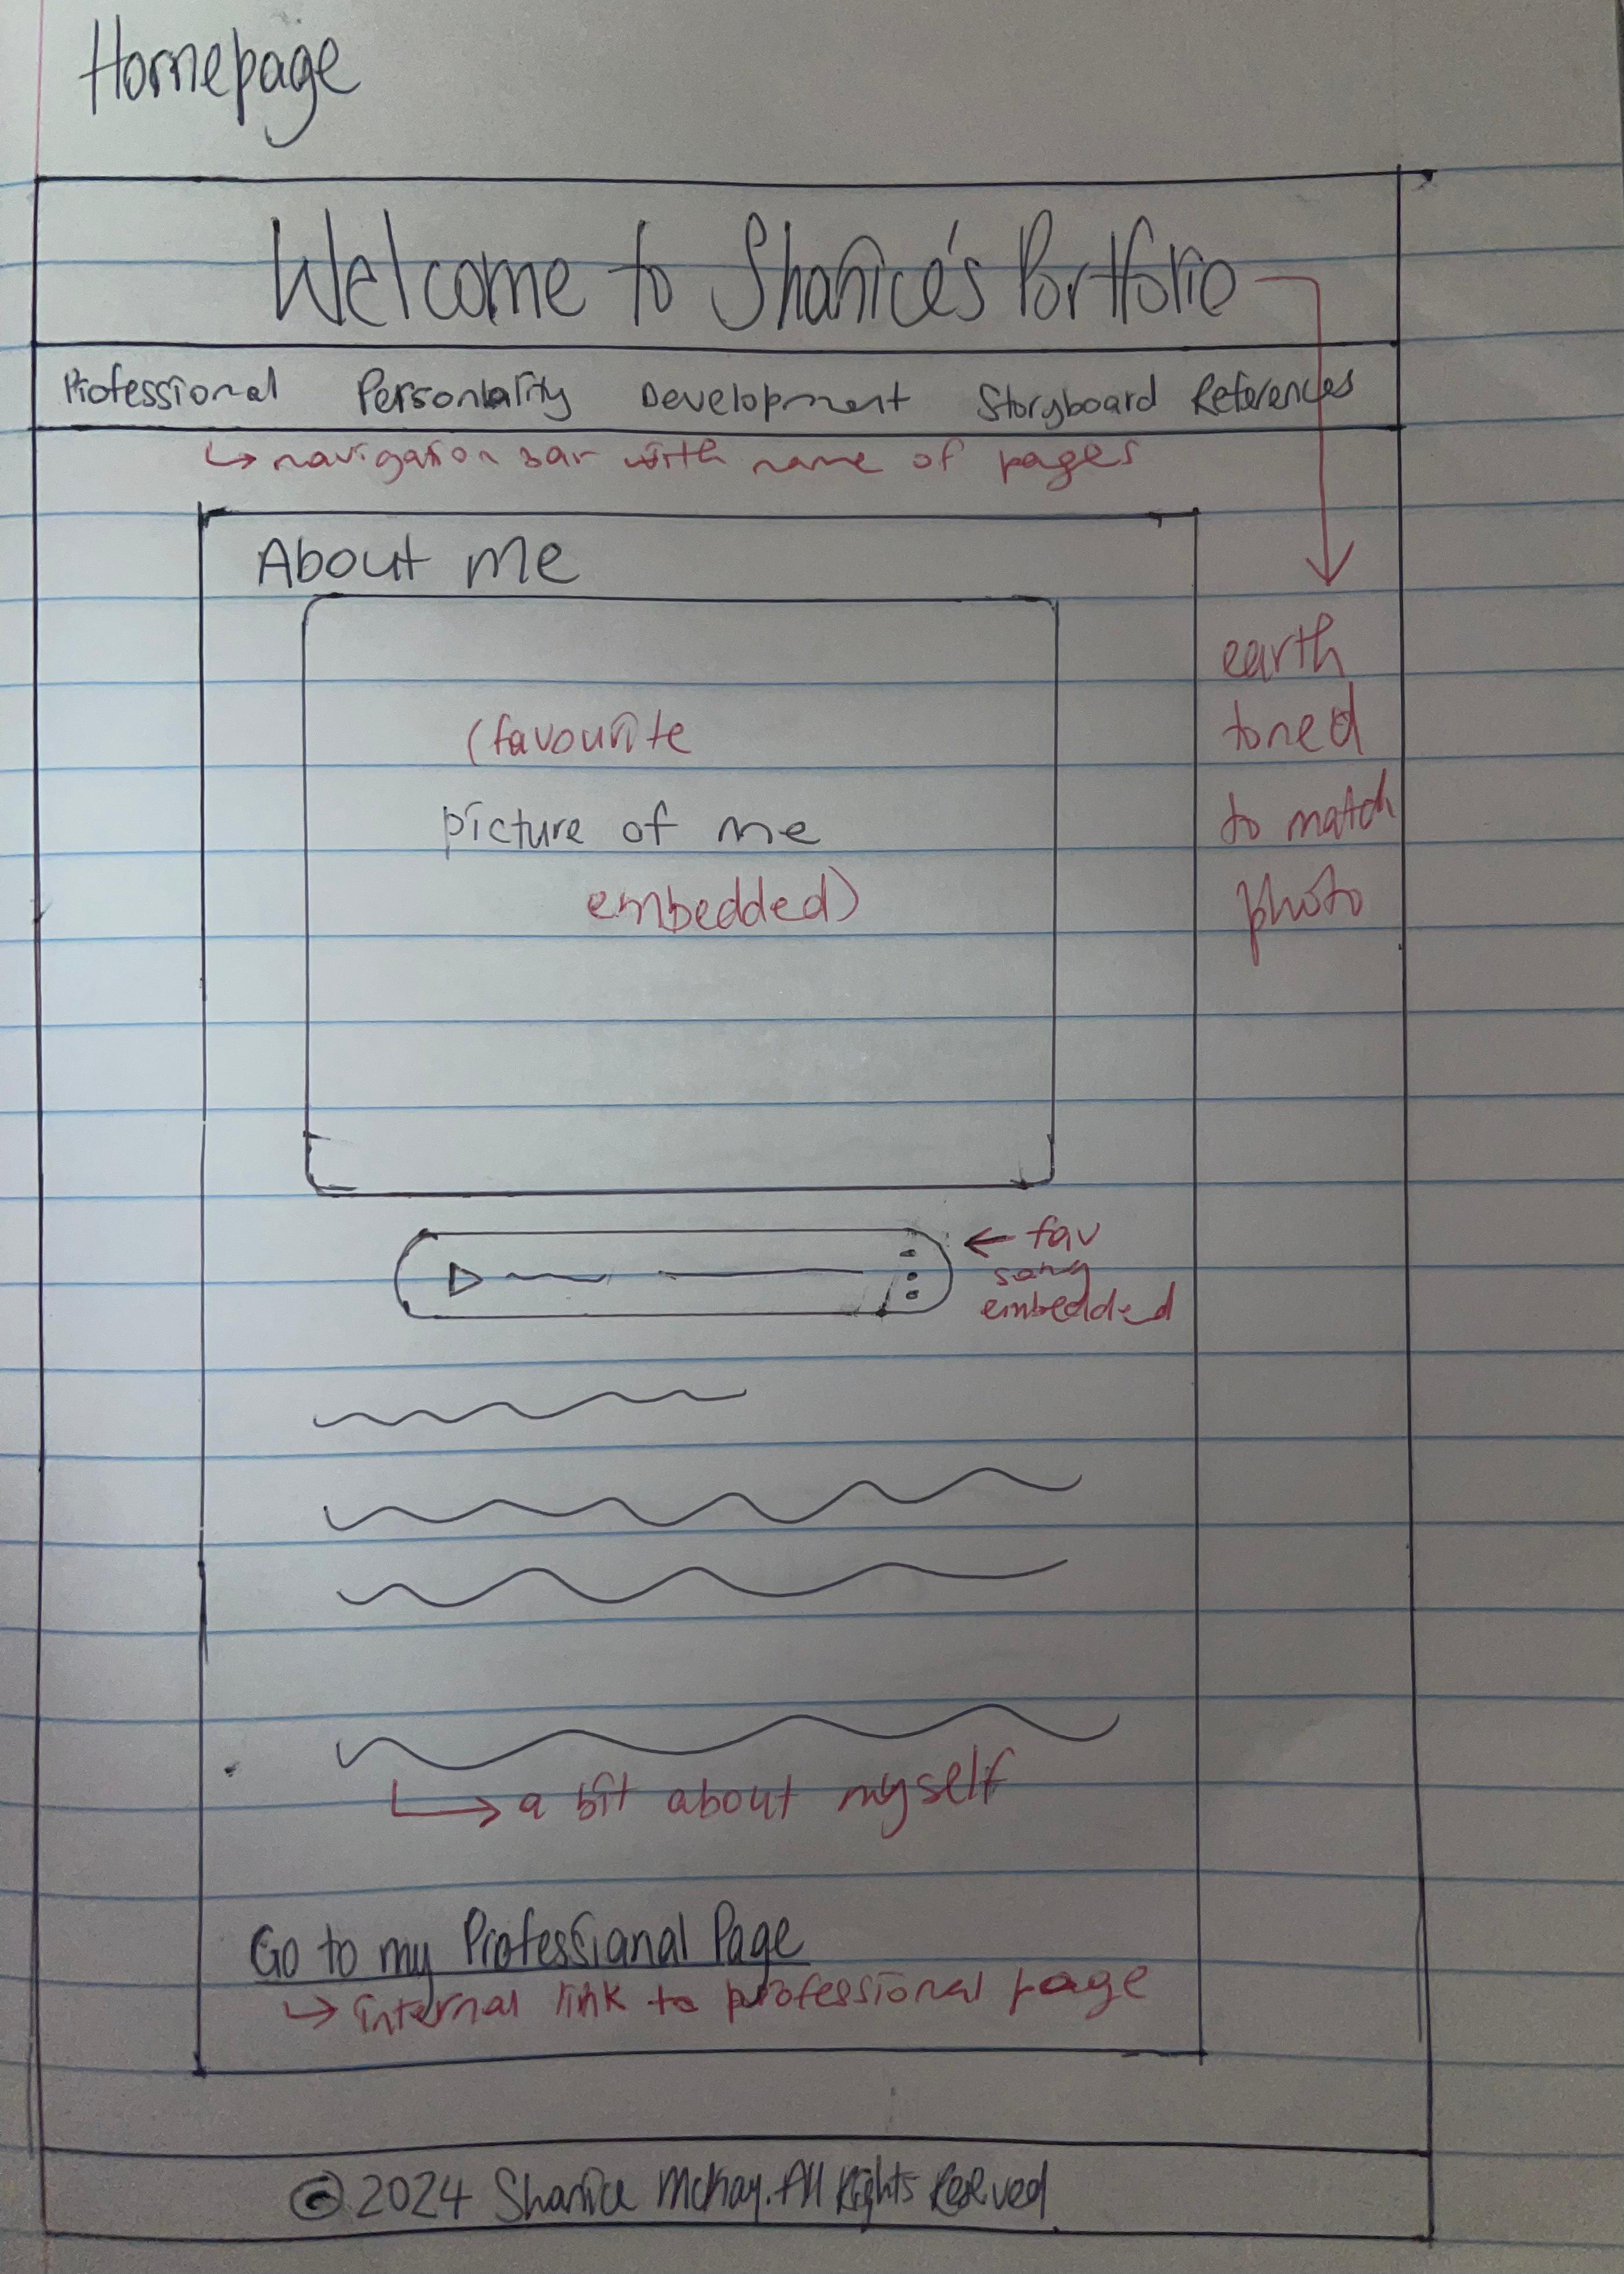 Homepage
Welcome to Shanice's Portfolio
Professional Personality Development Storyboard References
↳ navigation bar with name of pages
About me
(favourite
picture of me
embedded)
earth
toned
to match
photo
← fav
song
embedded
↳ a bit about myself
Go to my Professional Page
↳ internal link to professional page
© 2024 Shanice McKay. All Rights Reserved